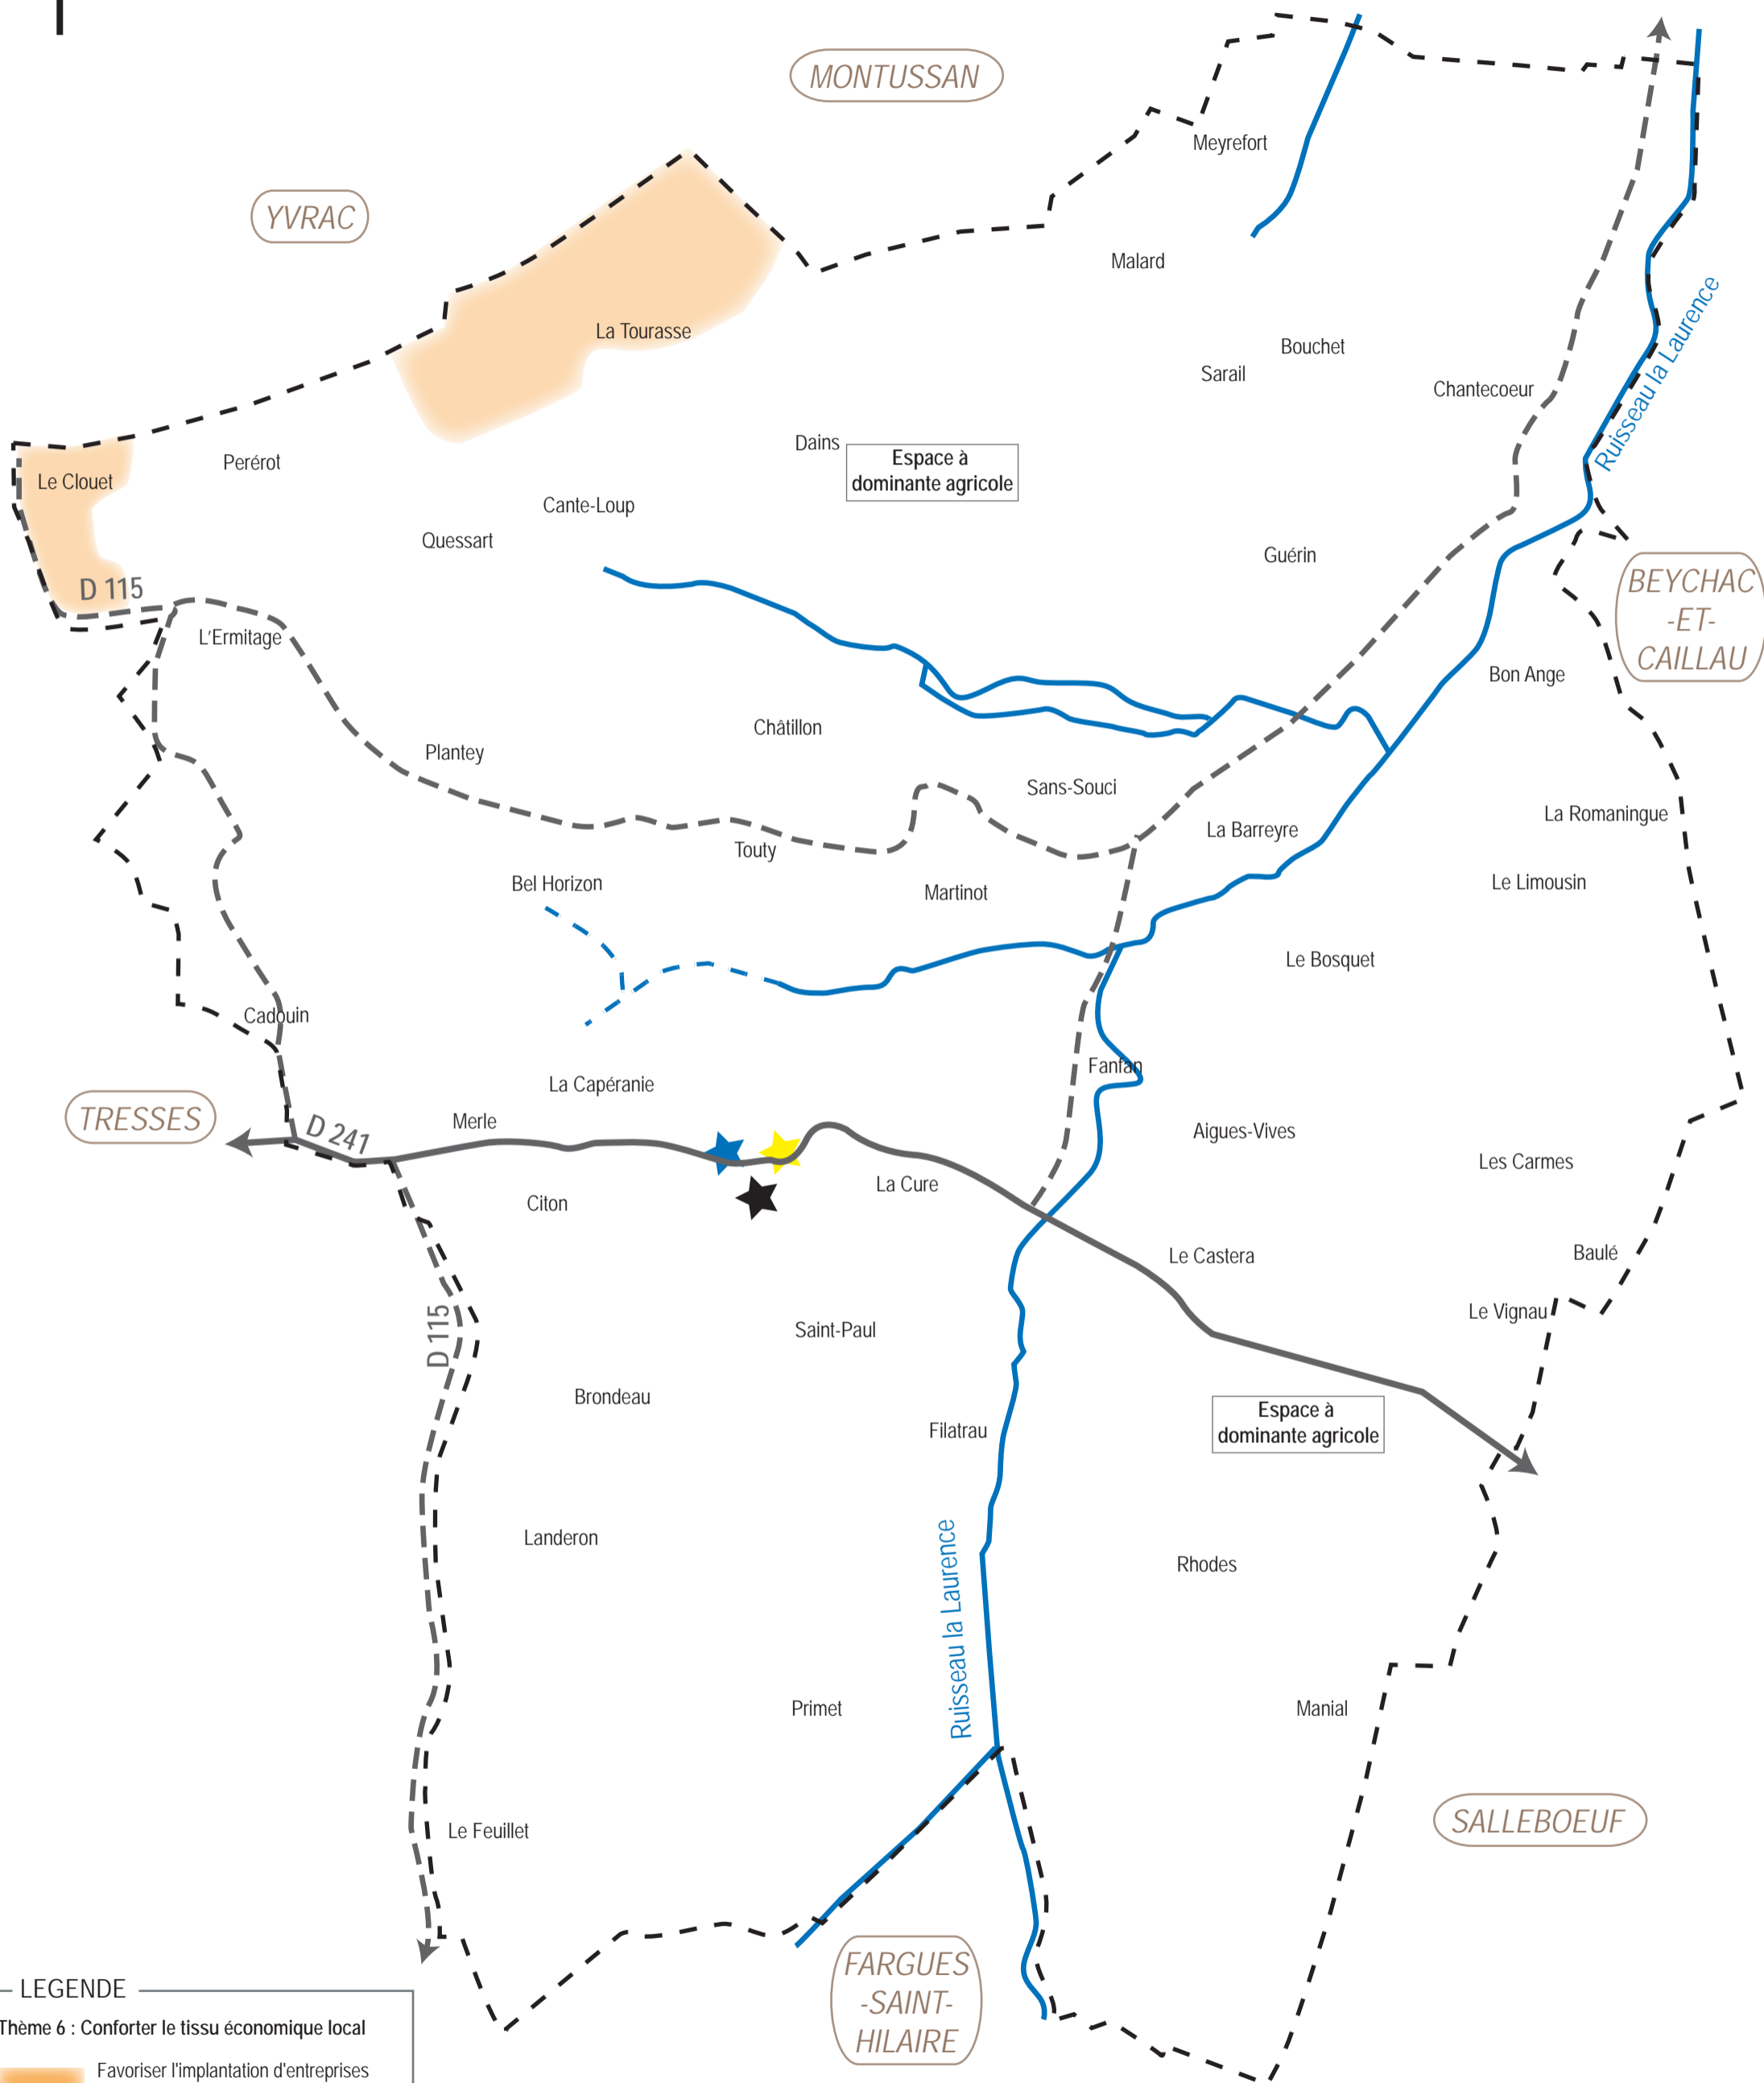 MONTUSSAN
Meyrefort
YVRAC
Malard
La Tourasse
Bouchet
Sarail
Chantecoeur
Ruisseau la Laurence
Dains
Espace à
dominante agricole
Perérot
Le Clouet
Cante-Loup
Quessart
Guérin
D 115
BEYCHAC
-ET-
CAILLAU
L'Ermitage
Bon Ange
Châtillon
Plantey
Sans-Souci
La Romaningue
La Barreyre
Touty
Bel Horizon
Le Limousin
Martinot
Le Bosquet
Cadouin
Fanfan
La Capéranie
TRESSES
Merle
D 241
Aigues-Vives
Les Carmes
La Cure
Citon
Le Castera
Baulé
Le Vignau
D 115
Saint-Paul
Brondeau
Espace à
dominante agricole
Filatrau
Landeron
Rhodes
Ruisseau la Laurence
Primet
Manial
SALLEBOEUF
Le Feuillet
FARGUES
-SAINT-
HILAIRE
LEGENDE
Thème 6 : Conforter le tissu économique local
Favoriser l'implantation d'entreprises